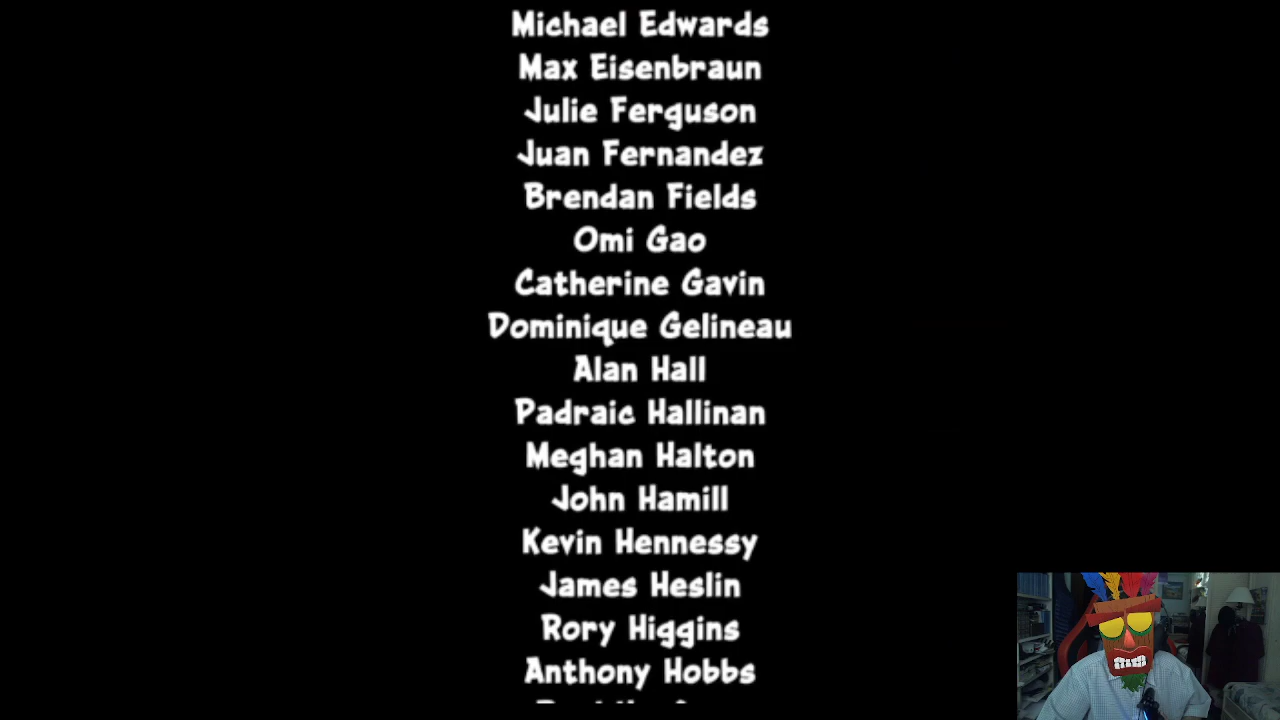 Michael Edwards
Max Eisenbraun
Julie Ferguson
Juan Fernandez
Brendan Fields
Omi Gao
Catherine Gavin
Dominique Gelineau
Alan Hall
Padraic Hallinan
Meghan Halton
John Hamill
Kevin Hennessy
James Heslin
Rory Higgins
Anthony Hobbs